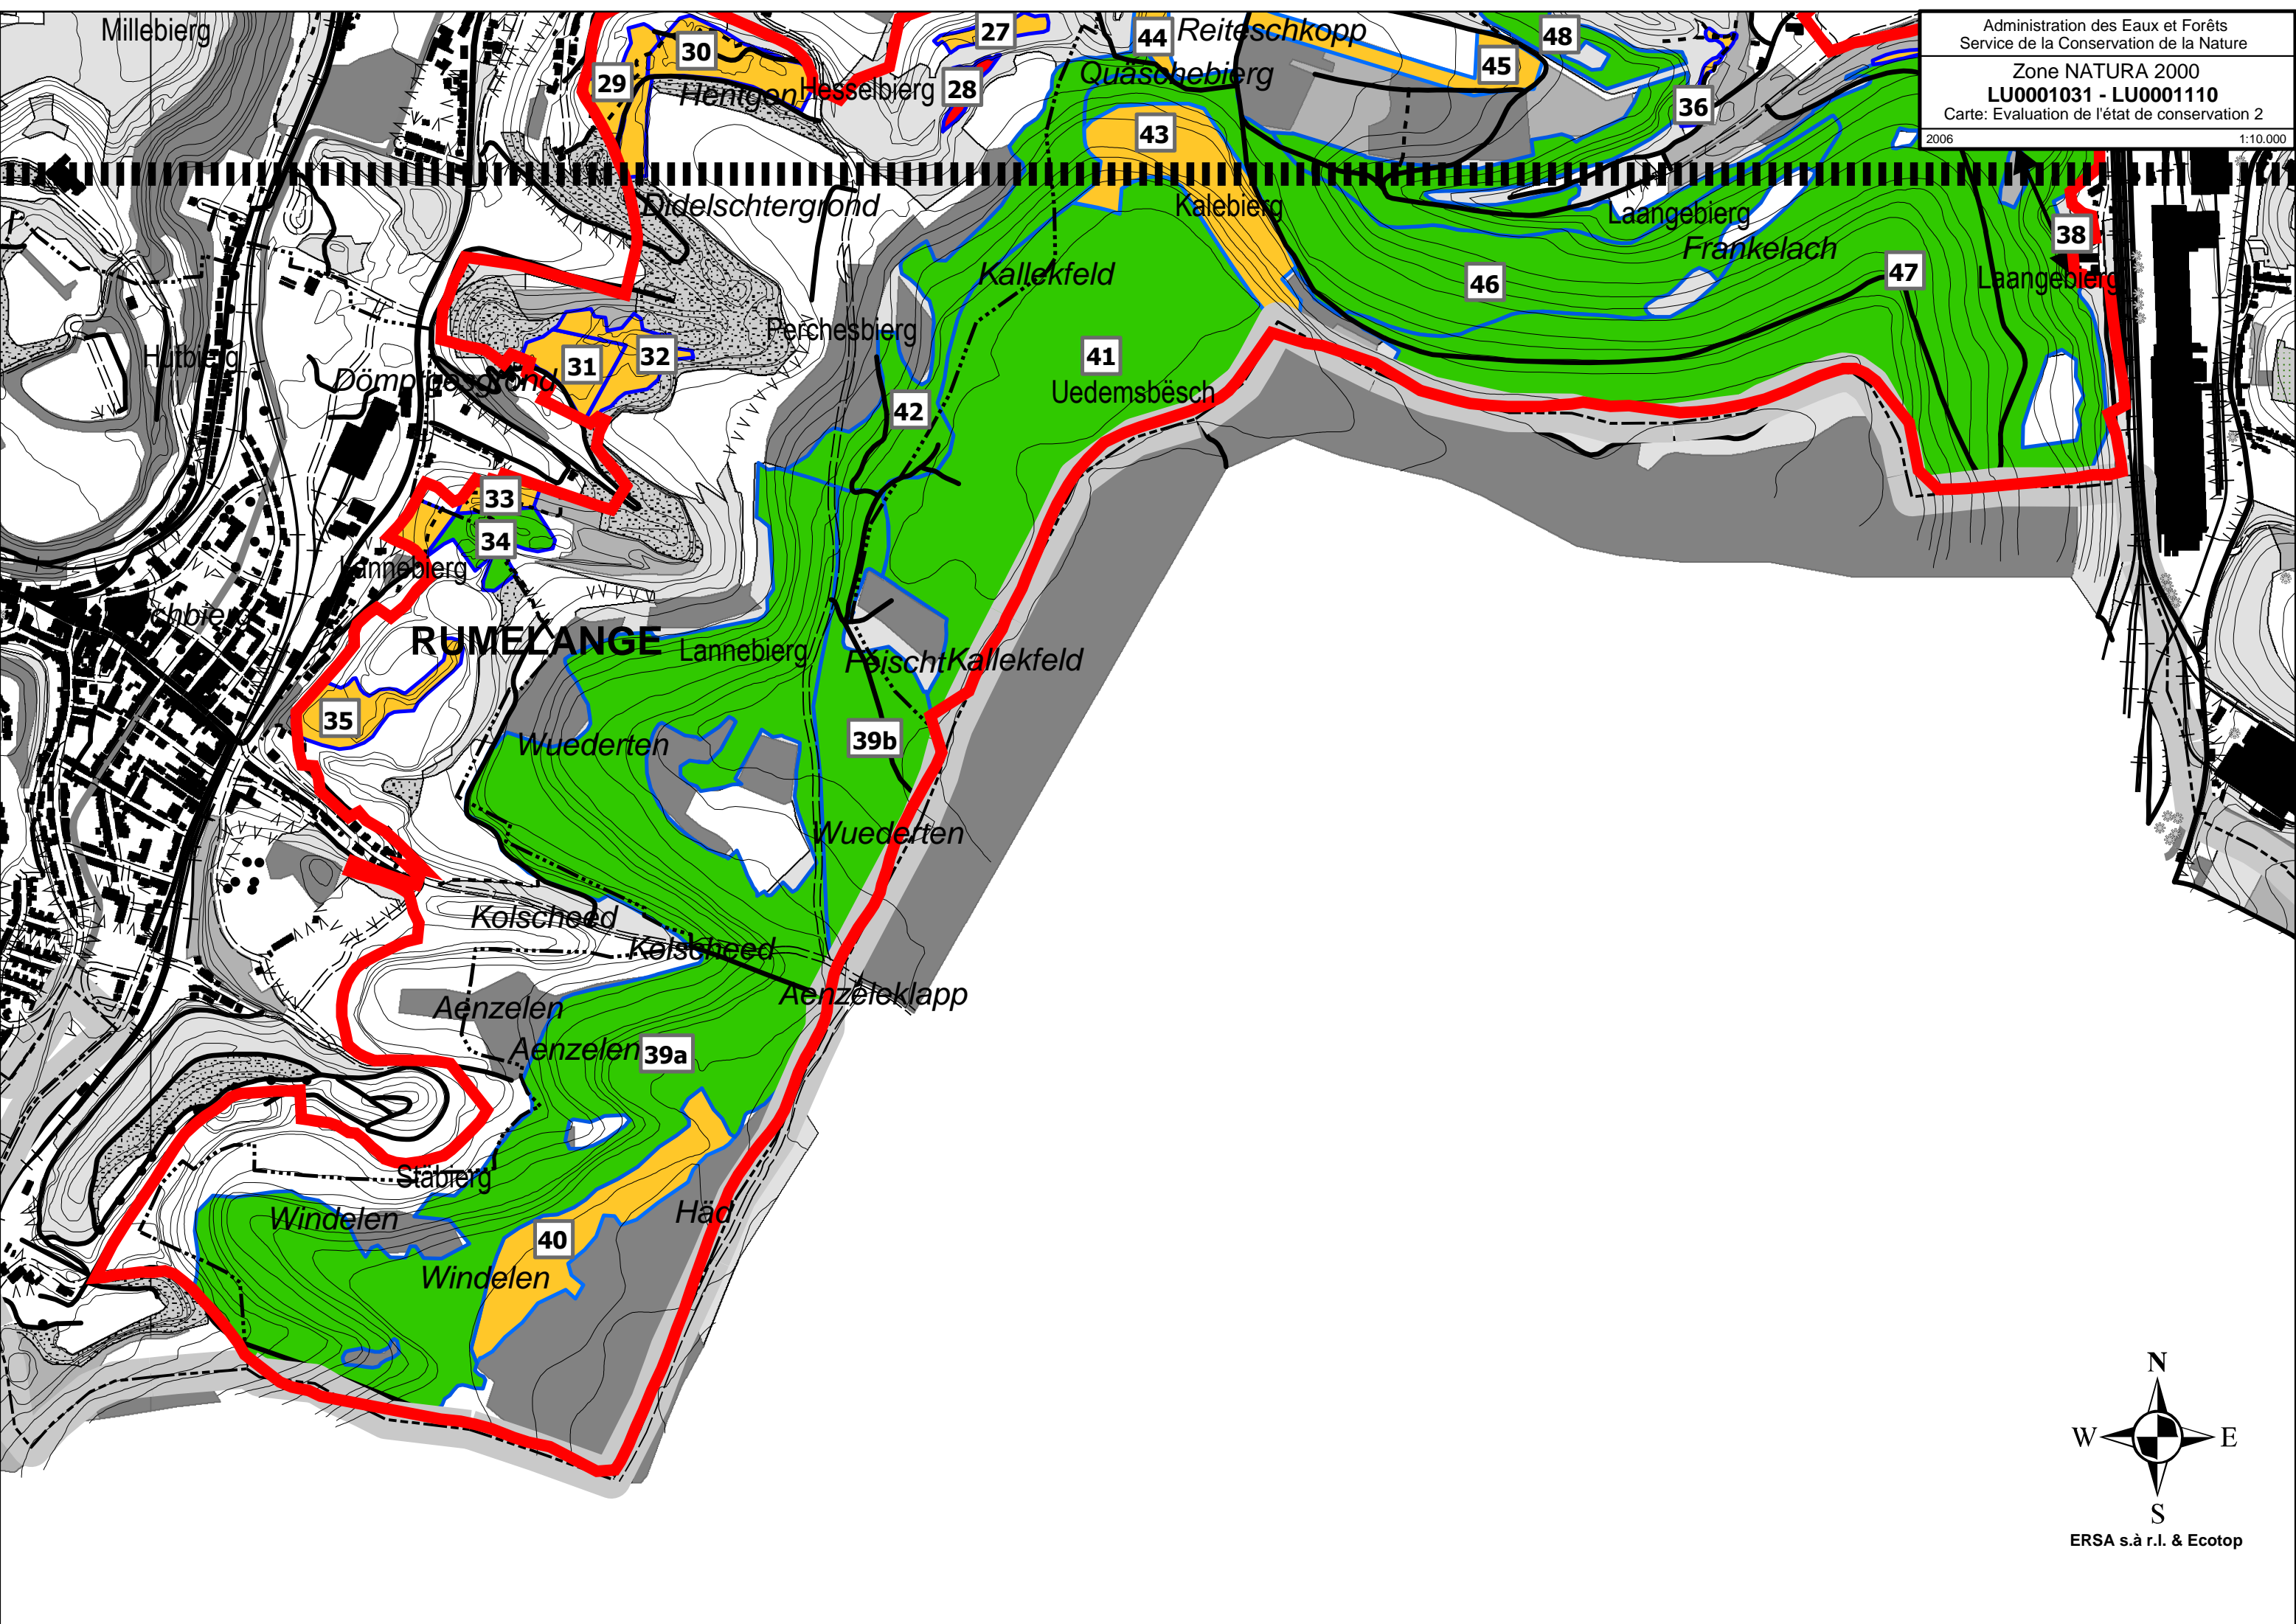 Administration des Eaux et Forêts
Service de la Conservation de la Nature
Zone NATURA 2000
LU0001031 - LU0001110
Carte: Evaluation de l'état de conservation 2
2006 1:10.000
Millebierg
27
44
Reiteschkopp
48
30
45
29
Hesselbierg
28
Quäschebierg
36
43
Didelschtergrond
Kalebierg
Laangebierg
38
Frankelach
Kallekfeld
46
47
Laangebierg
Perchesbierg
Hutbierg
31
32
41
Uedemsbësch
42
33
34
Lannebierg
RUMELANGE
Lannebierg
Foischt
Kallekfeld
35
Wuederten
39b
Wuederten
Kolscheed
Kolscheed
Aenzeleklapp
Aenzelen
Aenzelen
39a
Stäbierg
Windelen
Häd
40
Windelen
N
W E
S
ERSA s.à r.l. & Ecotop